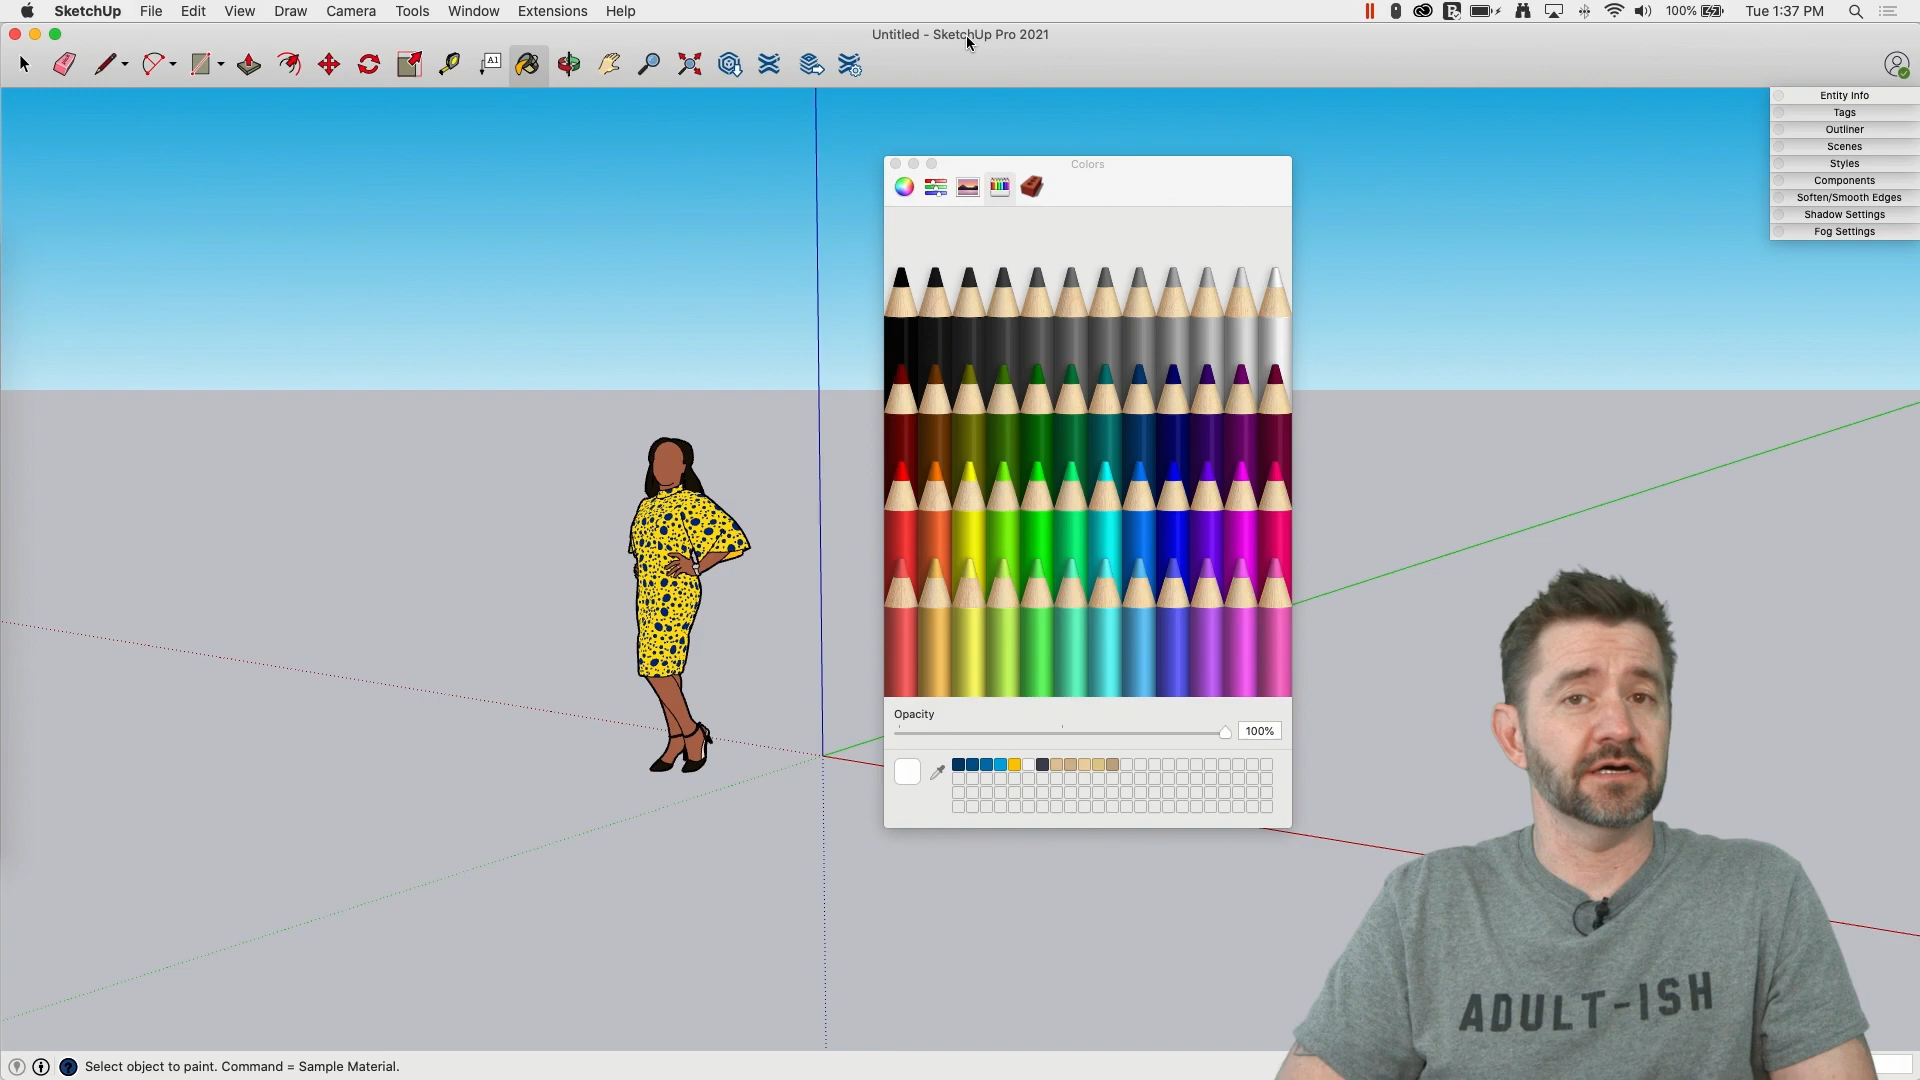 SketchUp File Edit View Draw Camera Tools Window Extensions Help 100% Tue 1:37 PM
Untitled - SketchUp Pro 2021
A1
Entity Info
Tags
Outliner
Scenes
Styles
Components
Soften/Smooth Edges
Shadow Settings
Fog Settings
Colors
Opacity
100%
ADULT-ISH
Select object to paint. Command = Sample Material.